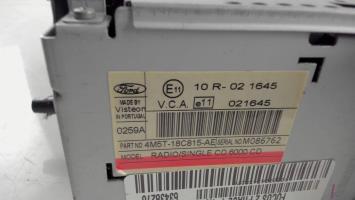 Ford
E11
10 R- 02 1645
MADE BY
Visteon
IN PORTUGAL
V.C.A. e11 021645
0259A
PART NO 4M5T-18C815-AE SERIAL NO M086762
MODEL RADIO/SINGLE CD 6000 CD
63438270